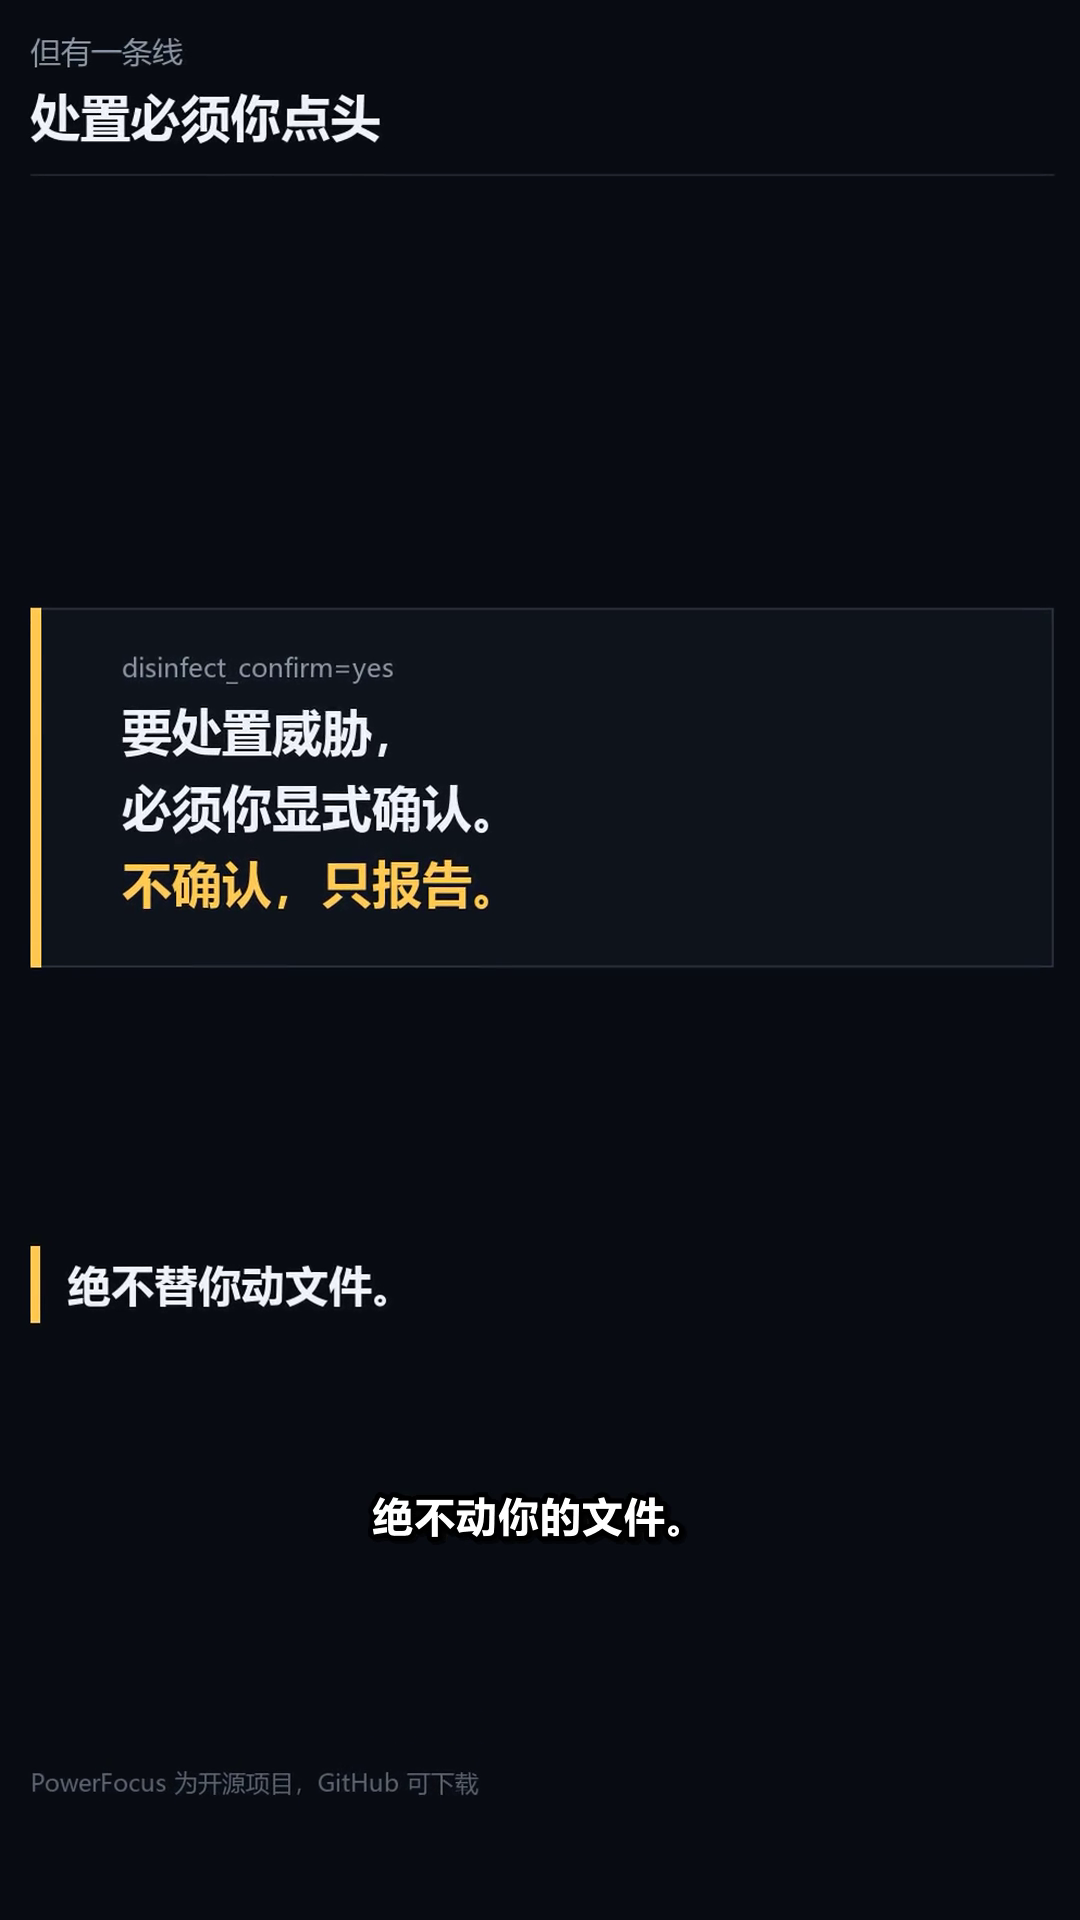 但有一条线
处置必须你点头
disinfect_confirm=yes
要处置威胁，
必须你显式确认。
不确认，只报告。
绝不替你动文件。
绝不动你的文件。
PowerFocus 为开源项目，GitHub 可下载